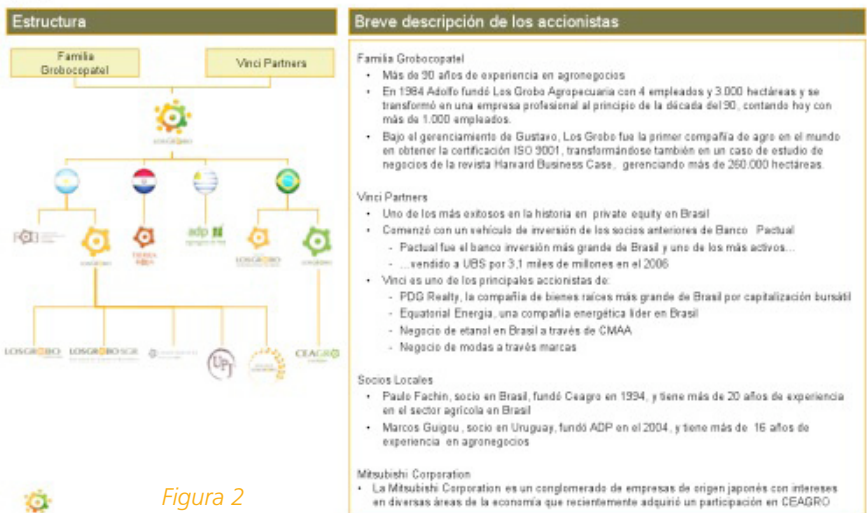 Estructura
Familia
Grobocopatel
Vinci Partners
LOSGROBO
adp
LOSGROBO
LOSGROBO
LOSGROBO
LOSGROBO
LOSGROBOSGR
UPJ
CEAGRO
Figura 2
Breve descripción de los accionistas
Familia Grobocopatel
• Más de 90 años de experiencia en agronegocios
• En 1984 Adolfo fundó Los Grobo Agropecuaria con 4 empleados y 3.000 hectáreas y se
transformó en una empresa profesional al principio de la década del 90, contando hoy con
más de 1.000 empleados.
• Bajo el gerenciamiento de Gustavo, Los Grobo fue la primer compañía de agro en el mundo
en obtener la certificación ISO 9001, transformándose también en un caso de estudio de
negocios de la revista Harvard Business Case, gerenciando más de 260.000 hectáreas.
Vinci Partners
• Uno de los más exitosos en la historia en private equity en Brasil
• Comenzó con un vehículo de inversión de los socios anteriores de Banco Pactual
- Pactual fue el banco inversión más grande de Brasil y uno de los más activos...
- ...vendido a UBS por 3,1 miles de millones en el 2006
• Vinci es uno de los principales accionistas de:
- PDG Realty, la compañía de bienes raíces más grande de Brasil por capitalización bursátil
- Equatorial Energia, una compañía energética líder en Brasil
- Negocio de etanol en Brasil a través de CMAA
- Negocio de modas a través marcas
Socios Locales
• Paulo Fachin, socio en Brasil, fundó Ceagro en 1994, y tiene más de 20 años de experiencia
en el sector agrícola en Brasil
• Marcos Guigou, socio en Uruguay, fundó ADP en el 2004, y tiene más de 16 años de
experiencia en agronegocios
Mitsubishi Corporation
• La Mitsubishi Corporation es un conglomerado de empresas de origen japonés con intereses
en diversas áreas de la economía que recientemente adquirió un participación en CEAGRO